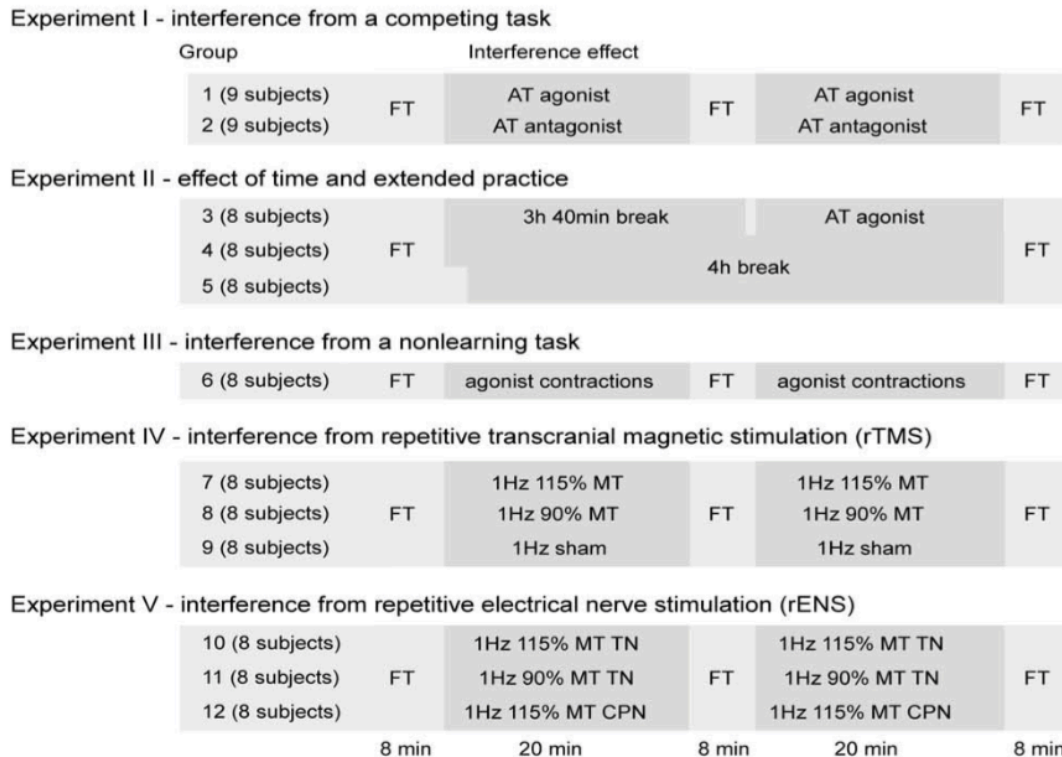 Experiment I - interference from a competing task
Group Interference effect
1 (9 subjects) FT AT agonist FT AT agonist FT
2 (9 subjects) AT antagonist AT antagonist
Experiment II - effect of time and extended practice
3 (8 subjects) 3h 40min break AT agonist
4 (8 subjects) FT 4h break FT
5 (8 subjects)
Experiment III - interference from a nonlearning task
6 (8 subjects) FT agonist contractions FT agonist contractions FT
Experiment IV - interference from repetitive transcranial magnetic stimulation (rTMS)
7 (8 subjects) 1Hz 115% MT 1Hz 115% MT
8 (8 subjects) FT 1Hz 90% MT FT 1Hz 90% MT FT
9 (8 subjects) 1Hz sham 1Hz sham
Experiment V - interference from repetitive electrical nerve stimulation (rENS)
10 (8 subjects) 1Hz 115% MT TN 1Hz 115% MT TN
11 (8 subjects) FT 1Hz 90% MT TN FT 1Hz 90% MT TN FT
12 (8 subjects) 1Hz 115% MT CPN 1Hz 115% MT CPN
8 min 20 min 8 min 20 min 8 min